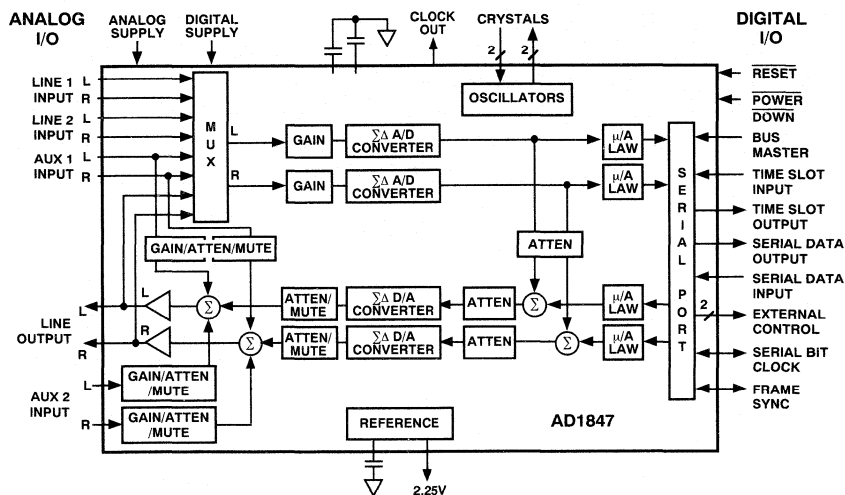 ANALOG
I/O
ANALOG
SUPPLY
DIGITAL
SUPPLY
CLOCK
OUT
CRYSTALS
2
2
DIGITAL
I/O
LINE 1
INPUT
L
R
LINE 2
INPUT
L
R
AUX 1
INPUT
L
R
MUX
L
R
GAIN
GAIN
ΣΔ A/D
CONVERTER
ΣΔ A/D
CONVERTER
OSCILLATORS
μ/A
LAW
μ/A
LAW
SERIAL PORT
RESET
POWER
DOWN
BUS
MASTER
TIME SLOT
INPUT
TIME SLOT
OUTPUT
SERIAL DATA
OUTPUT
SERIAL DATA
INPUT
2
EXTERNAL
CONTROL
SERIAL BIT
CLOCK
FRAME
SYNC
GAIN/ATTEN/MUTE
ATTEN
L
LINE
OUTPUT
R
L
R
Σ
Σ
ATTEN/
MUTE
ATTEN/
MUTE
ΣΔ D/A
CONVERTER
ΣΔ D/A
CONVERTER
ATTEN
ATTEN
Σ
Σ
μ/A
LAW
μ/A
LAW
AUX 2
INPUT
L
R
GAIN/ATTEN
/MUTE
GAIN/ATTEN
/MUTE
REFERENCE
2.25V
AD1847